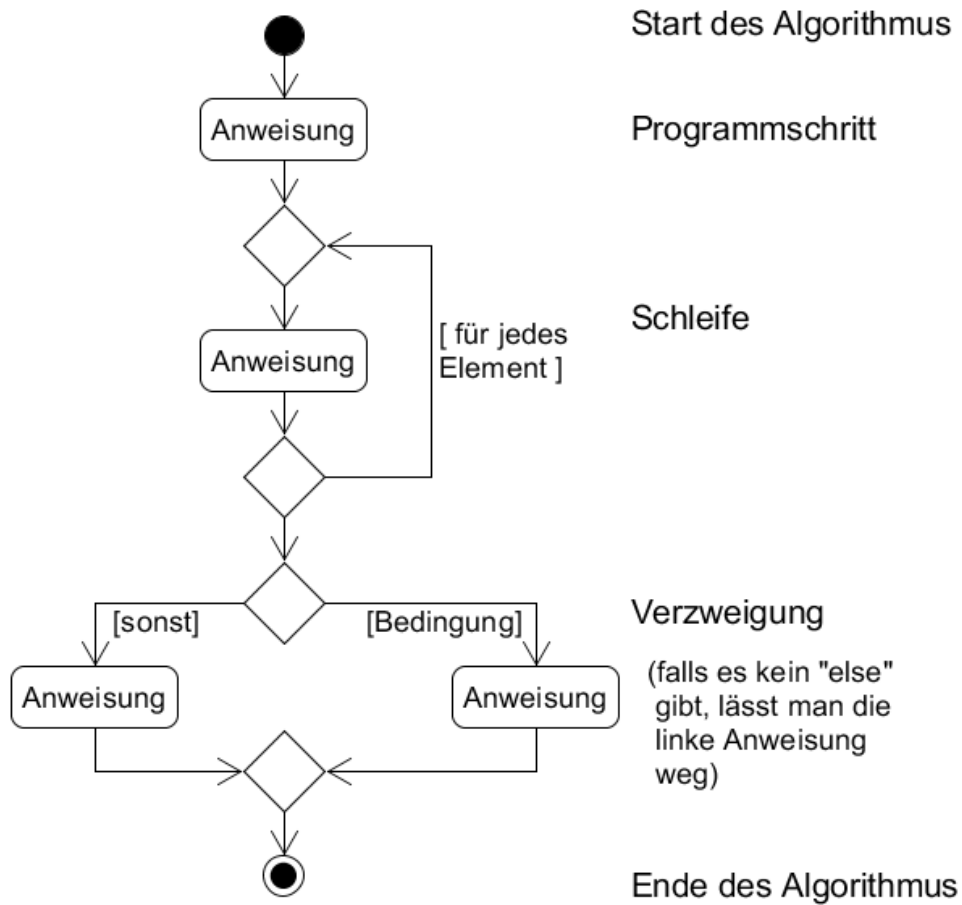 Start des Algorithmus
Anweisung
Programmschritt
Anweisung
[ für jedes
Element ]
Schleife
[sonst]
[Bedingung]
Verzweigung
Anweisung
Anweisung
(falls es kein "else"
gibt, lässt man die
linke Anweisung
weg)
Ende des Algorithmus